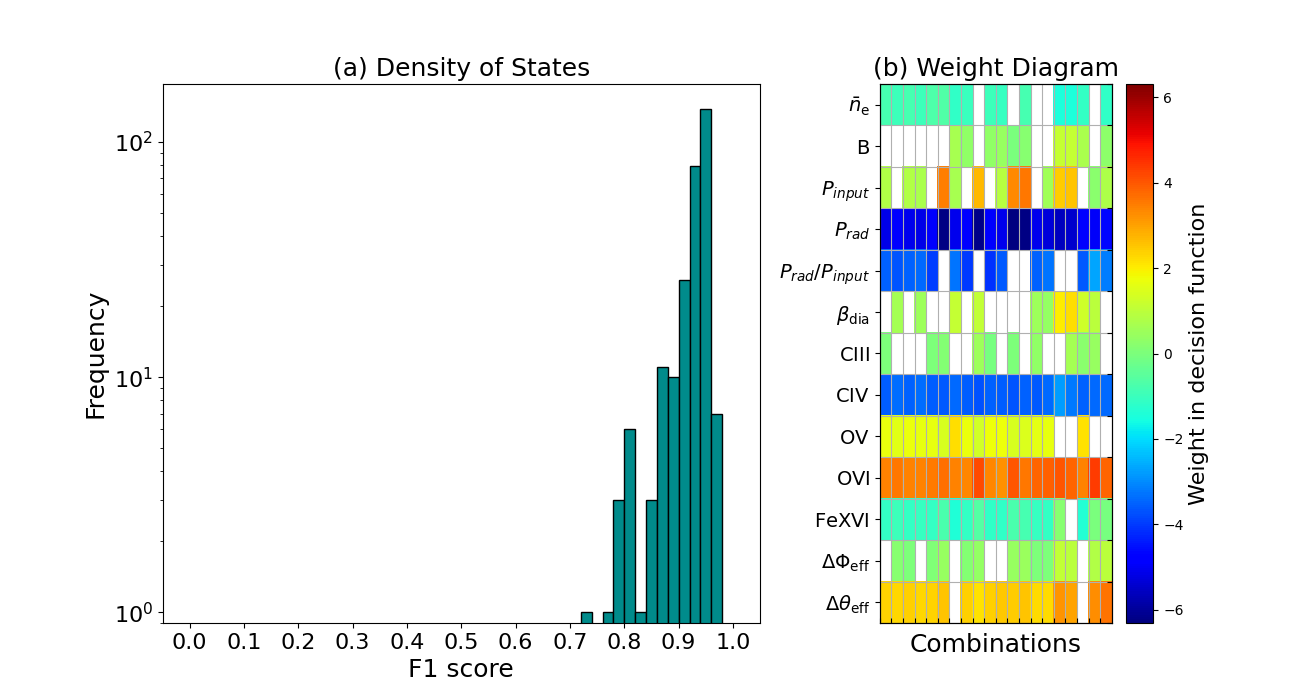 (a) Density of States
Frequency
10²
10¹
10⁰
0.0 0.1 0.2 0.3 0.4 0.5 0.6 0.7 0.8 0.9 1.0
F1 score
(b) Weight Diagram
n̄e
B
Pinput
Prad
Prad/Pinput
βdia
CIII
CIV
OV
OVI
FeXVI
ΔΦeff
Δθeff
Combinations
6
4
2
0
−2
−4
−6
Weight in decision function